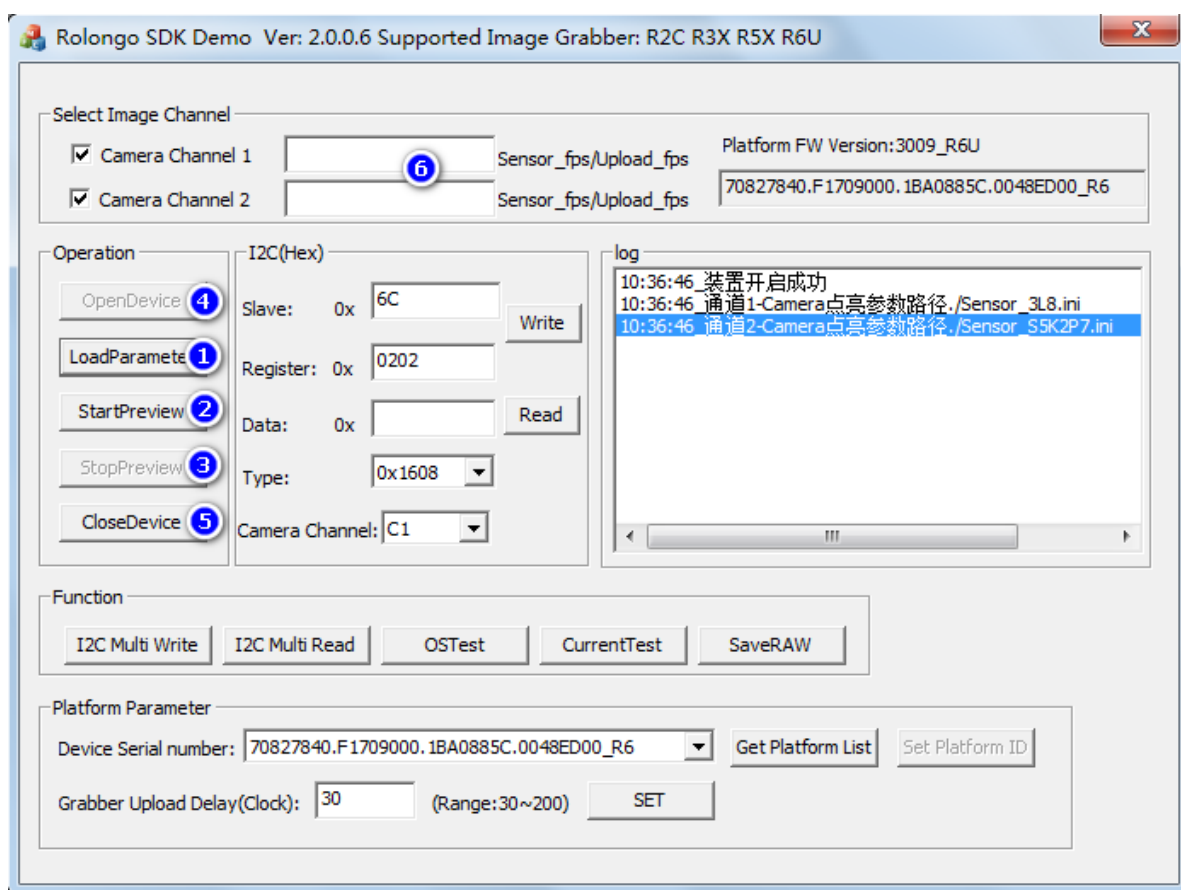 Rolongo SDK Demo Ver: 2.0.0.6 Supported Image Grabber: R2C R3X R5X R6U
Select Image Channel
Camera Channel 1
6
Sensor_fps/Upload_fps
Camera Channel 2
Sensor_fps/Upload_fps
Platform FW Version:3009_R6U
70827840.F1709000.1BA0885C.0048ED00_R6
Operation
OpenDevice 4
LoadParamete 1
StartPreview 2
StopPreview 3
CloseDevice 5
I2C(Hex)
Slave: 0x 6C
Write
Register: 0x 0202
Data: 0x
Read
Type: 0x1608
Camera Channel: C1
log
10:36:46_装置开启成功
10:36:46_通道1-Camera点亮参数路径./Sensor_3L8.ini
10:36:46_通道2-Camera点亮参数路径./Sensor_S5K2P7.ini
Function
I2C Multi Write I2C Multi Read OSTest CurrentTest SaveRAW
Platform Parameter
Device Serial number: 70827840.F1709000.1BA0885C.0048ED00_R6 Get Platform List Set Platform ID
Grabber Upload Delay(Clock): 30 (Range:30~200) SET